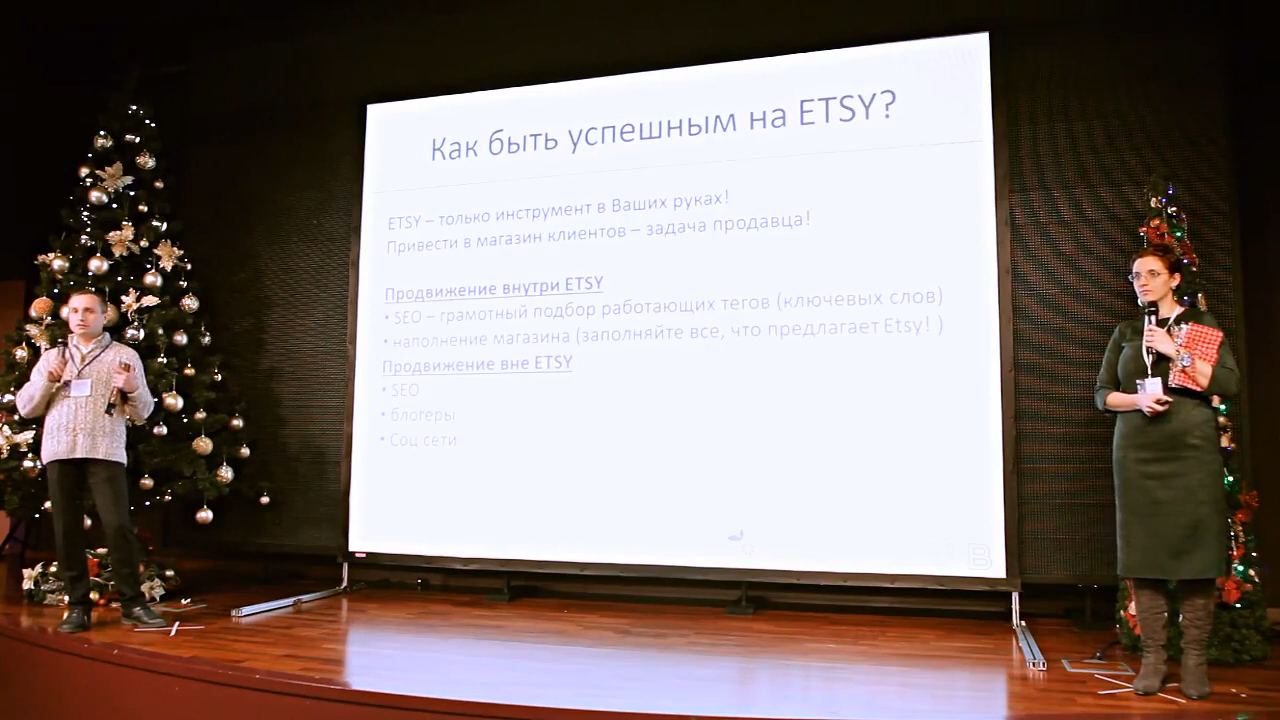 Как быть успешным на ETSY?
ETSY – только инструмент в Ваших руках!
Привести в магазин клиентов – задача продавца!
Продвижение внутри ETSY
• SEO – грамотный подбор работающих тегов (ключевых слов)
• наполнение магазина (заполняйте все, что предлагает Etsy! )
Продвижение вне ETSY
• SEO
• блогеры
• Соц.сети
B